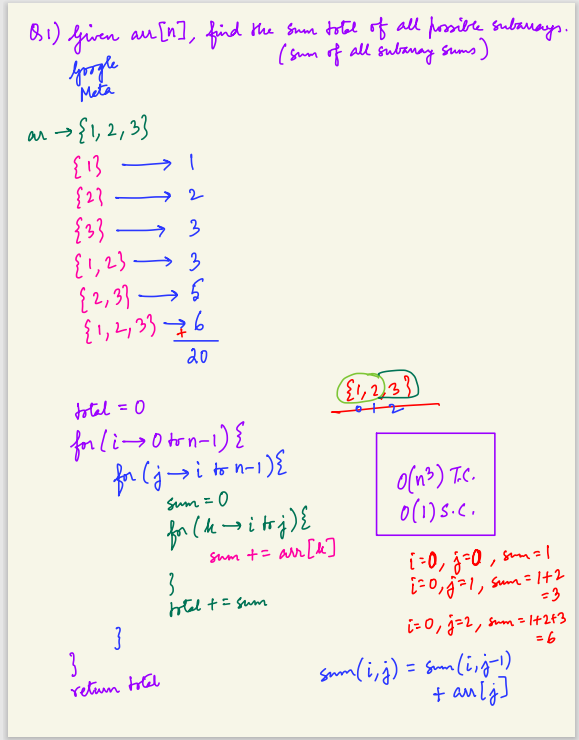 Q.1) Given arr[n], find the sum total of all possible subarrays.
(sum of all subarray sums)
Google
Meta
ar → {1, 2, 3}
{1} → 1
{2} → 2
{3} → 3
{1, 2} → 3
{2, 3} → 5
{1, 2, 3} → 6
+
20
{1, 2, 3}
0 1 2
total = 0
for (i → 0 to n-1) {
for (j → i to n-1) {
sum = 0
for (k → i to j) {
sum += arr[k]
}
total += sum
}
}
return total
O(n³) T.C.
O(1) S.C.
i=0, j=0, sum = 1
i=0, j=1, sum = 1+2
=3
i=0, j=2, sum = 1+2+3
=6
sum(i, j) = sum(i, j-1)
+ arr[j]